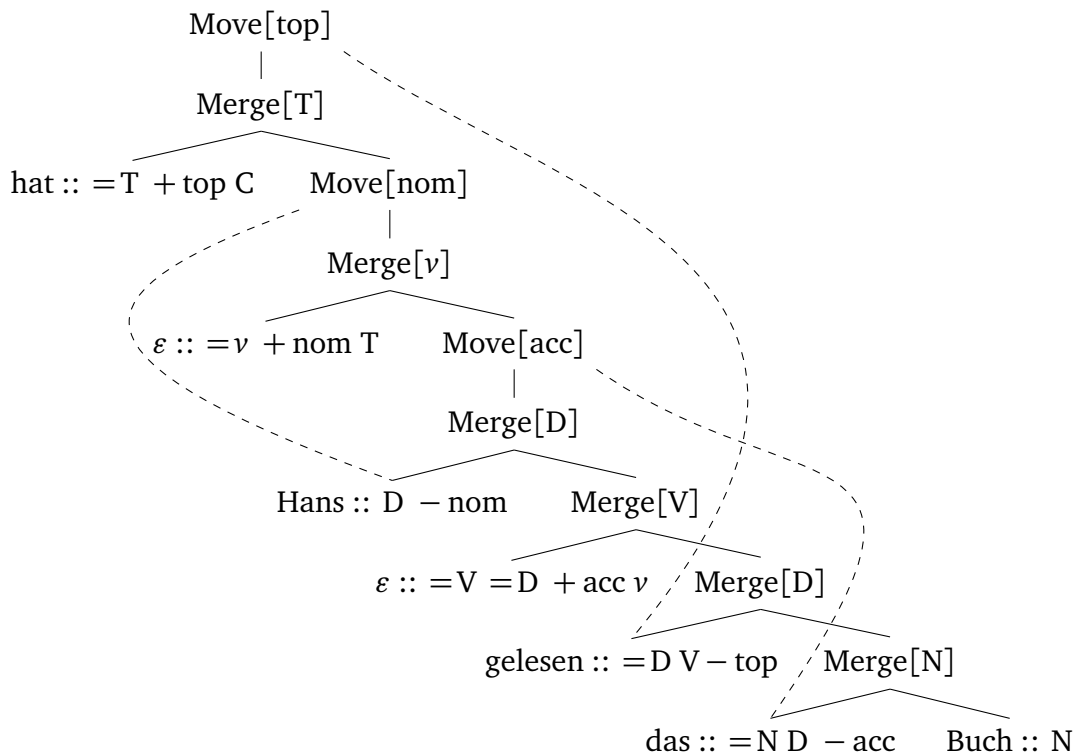 Move[top]
Merge[T]
hat :: =T +top C Move[nom]
Merge[v]
ε :: =v +nom T Move[acc]
Merge[D]
Hans :: D −nom Merge[V]
ε :: =V =D +acc v Merge[D]
gelesen :: =D V −top Merge[N]
das :: =N D −acc Buch :: N